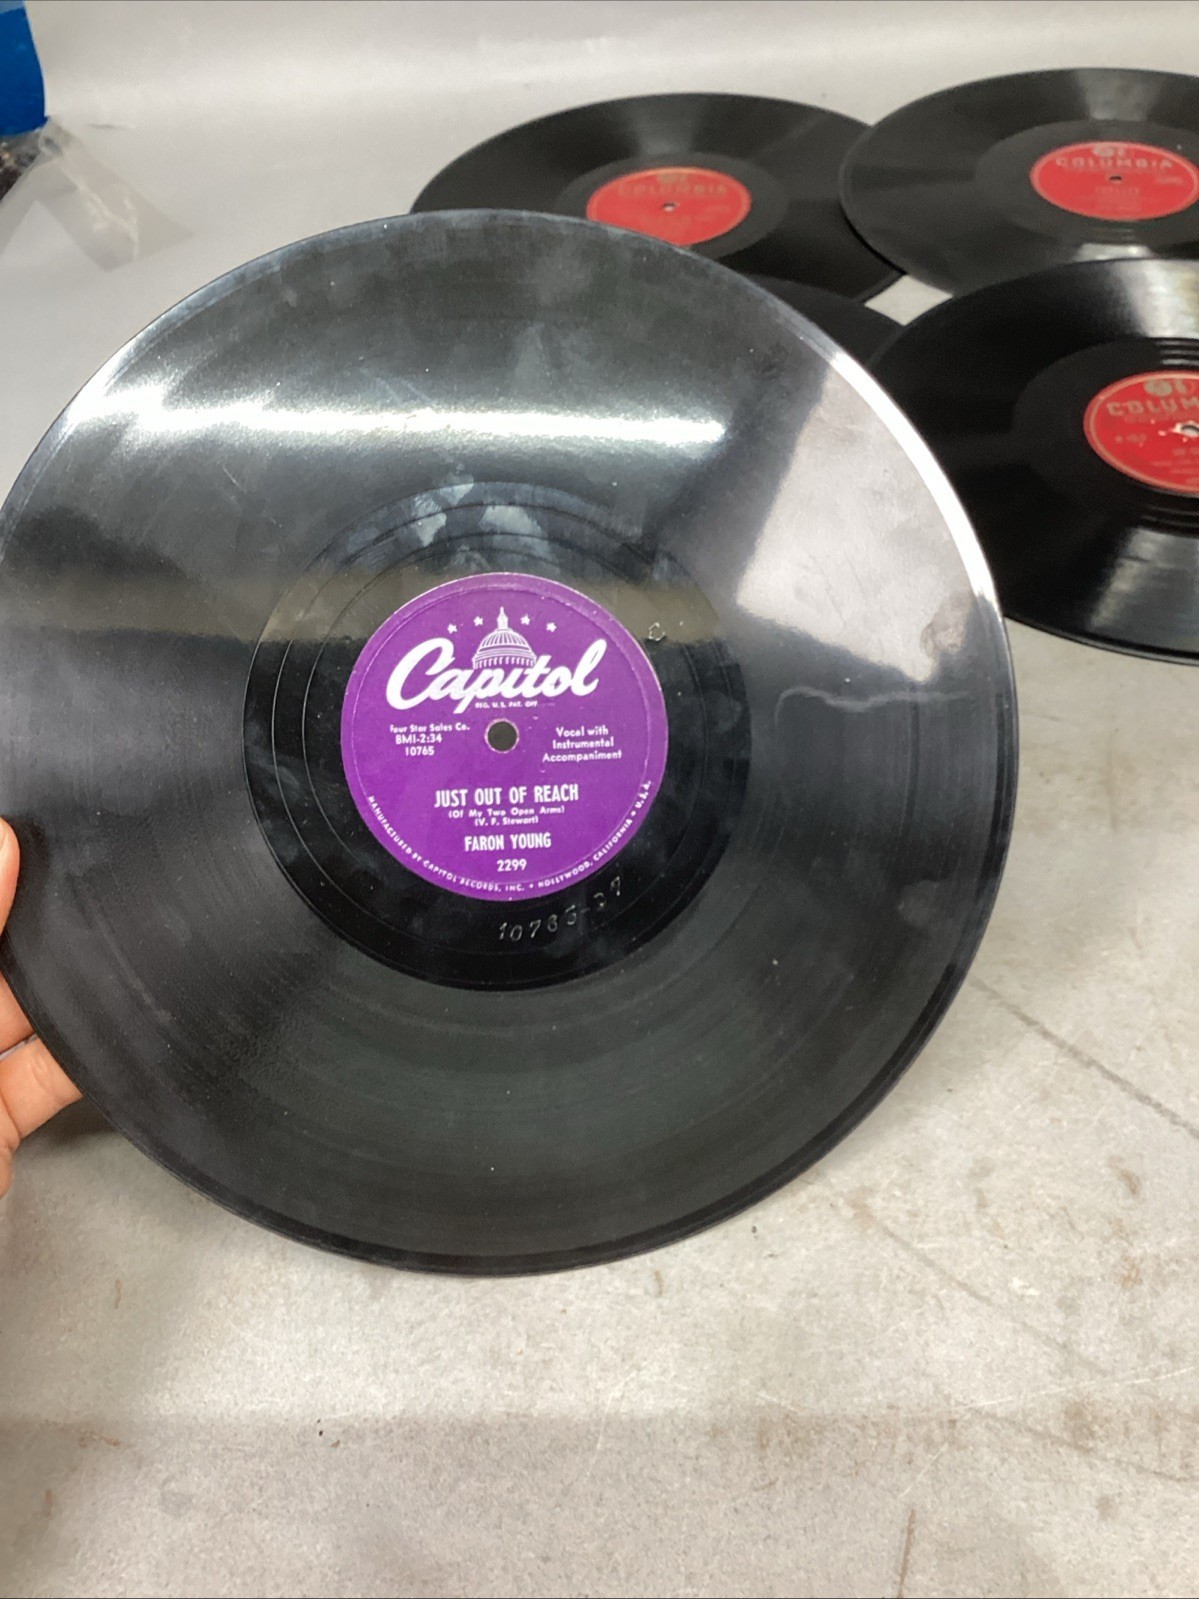 COLUMBIA
COLUMBIA
Capitol
REG. U.S. PAT. OFF.
Four Star Sales Co.
BMI-2:34
10765
Vocal with
Instrumental
Accompaniment
JUST OUT OF REACH
(Of My Two Open Arms)
(V. F. Stewart)
FARON YOUNG
2299
MANUFACTURED BY CAPITOL RECORDS, INC. • HOLLYWOOD, CALIFORNIA • U.S.A.